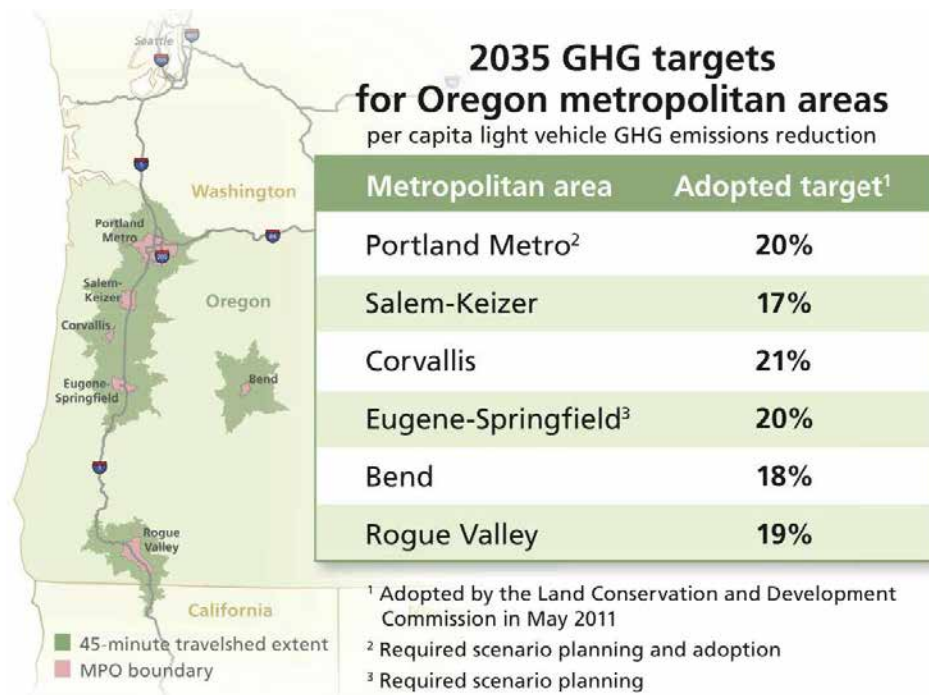 2035 GHG targets
for Oregon metropolitan areas
per capita light vehicle GHG emissions reduction
Metropolitan area Adopted target¹
Portland Metro² 20%
Salem-Keizer 17%
Corvallis 21%
Eugene-Springfield³ 20%
Bend 18%
Rogue Valley 19%
¹ Adopted by the Land Conservation and Development
Commission in May 2011
² Required scenario planning and adoption
³ Required scenario planning
Seattle
Washington
Portland
Metro
Salem-
Keizer
Oregon
Corvallis
Eugene-
Springfield
Bend
Rogue
Valley
California
45-minute travelshed extent
MPO boundary